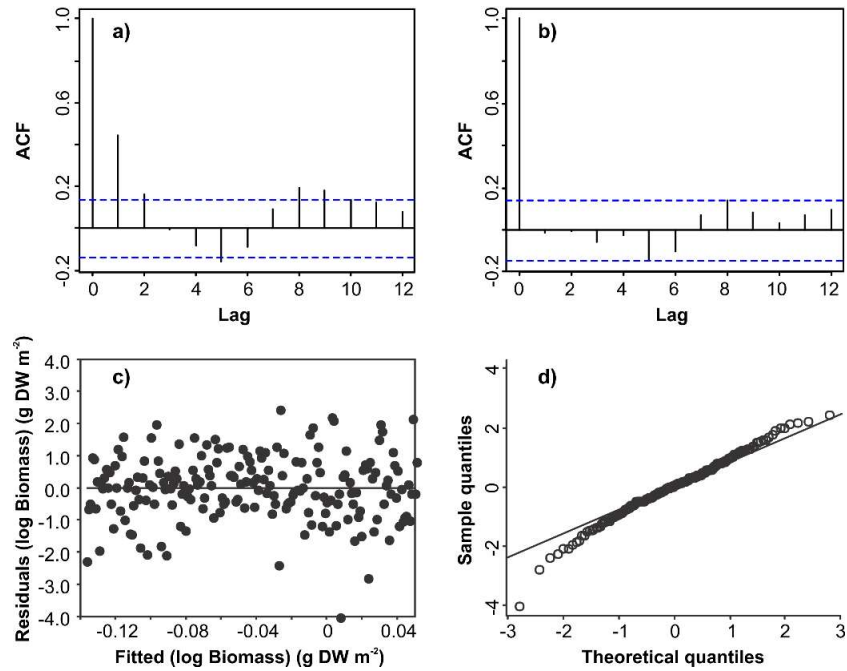 a)
ACF
1.0
0.6
0.2
-0.2
0 2 4 6 8 10 12
Lag
b)
ACF
1.0
0.6
0.2
-0.2
0 2 4 6 8 10 12
Lag
c)
Residuals (log Biomass) (g DW m⁻²)
4.0
3.0
2.0
1.0
0.0
-1.0
-2.0
-3.0
-4.0
-0.12 -0.08 -0.04 0 0.04
Fitted (log Biomass) (g DW m⁻²)
d)
Sample quantiles
4
2
0
-2
-4
-3 -2 -1 0 1 2 3
Theoretical quantiles